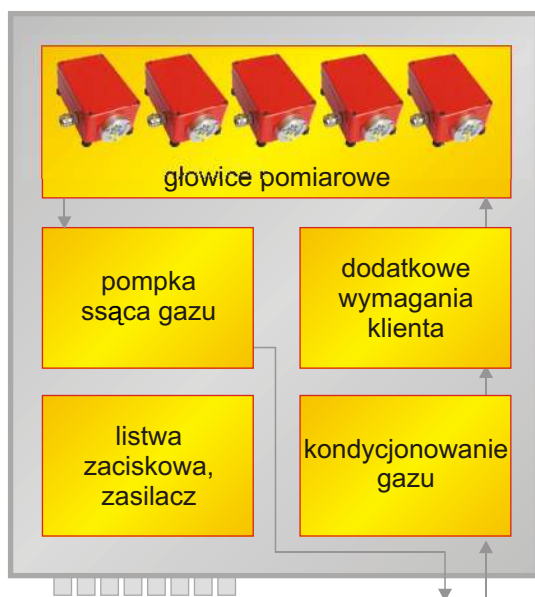 głowice pomiarowe
pompka
ssąca gazu
dodatkowe
wymagania
klienta
listwa
zaciskowa,
zasilacz
kondycjonowanie
gazu